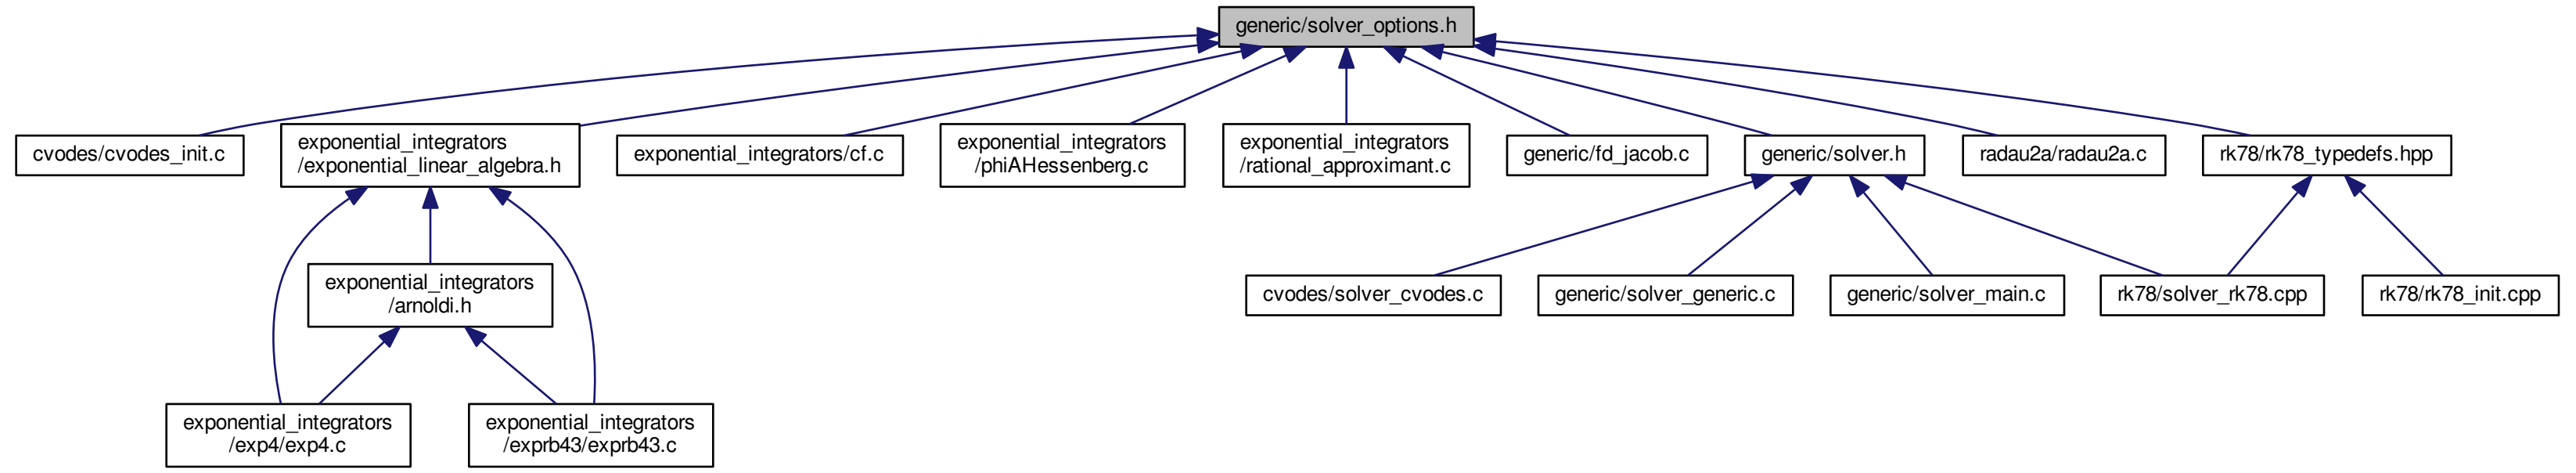 generic/solver_options.h
cvodes/cvodes_init.c
exponential_integrators
/exponential_linear_algebra.h
exponential_integrators/cf.c
exponential_integrators
/phiAHessenberg.c
exponential_integrators
/rational_approximant.c
generic/fd_jacob.c
generic/solver.h
radau2a/radau2a.c
rk78/rk78_typedefs.hpp
exponential_integrators
/arnoldi.h
cvodes/solver_cvodes.c
generic/solver_generic.c
generic/solver_main.c
rk78/solver_rk78.cpp
rk78/rk78_init.cpp
exponential_integrators
/exp4/exp4.c
exponential_integrators
/exprb43/exprb43.c